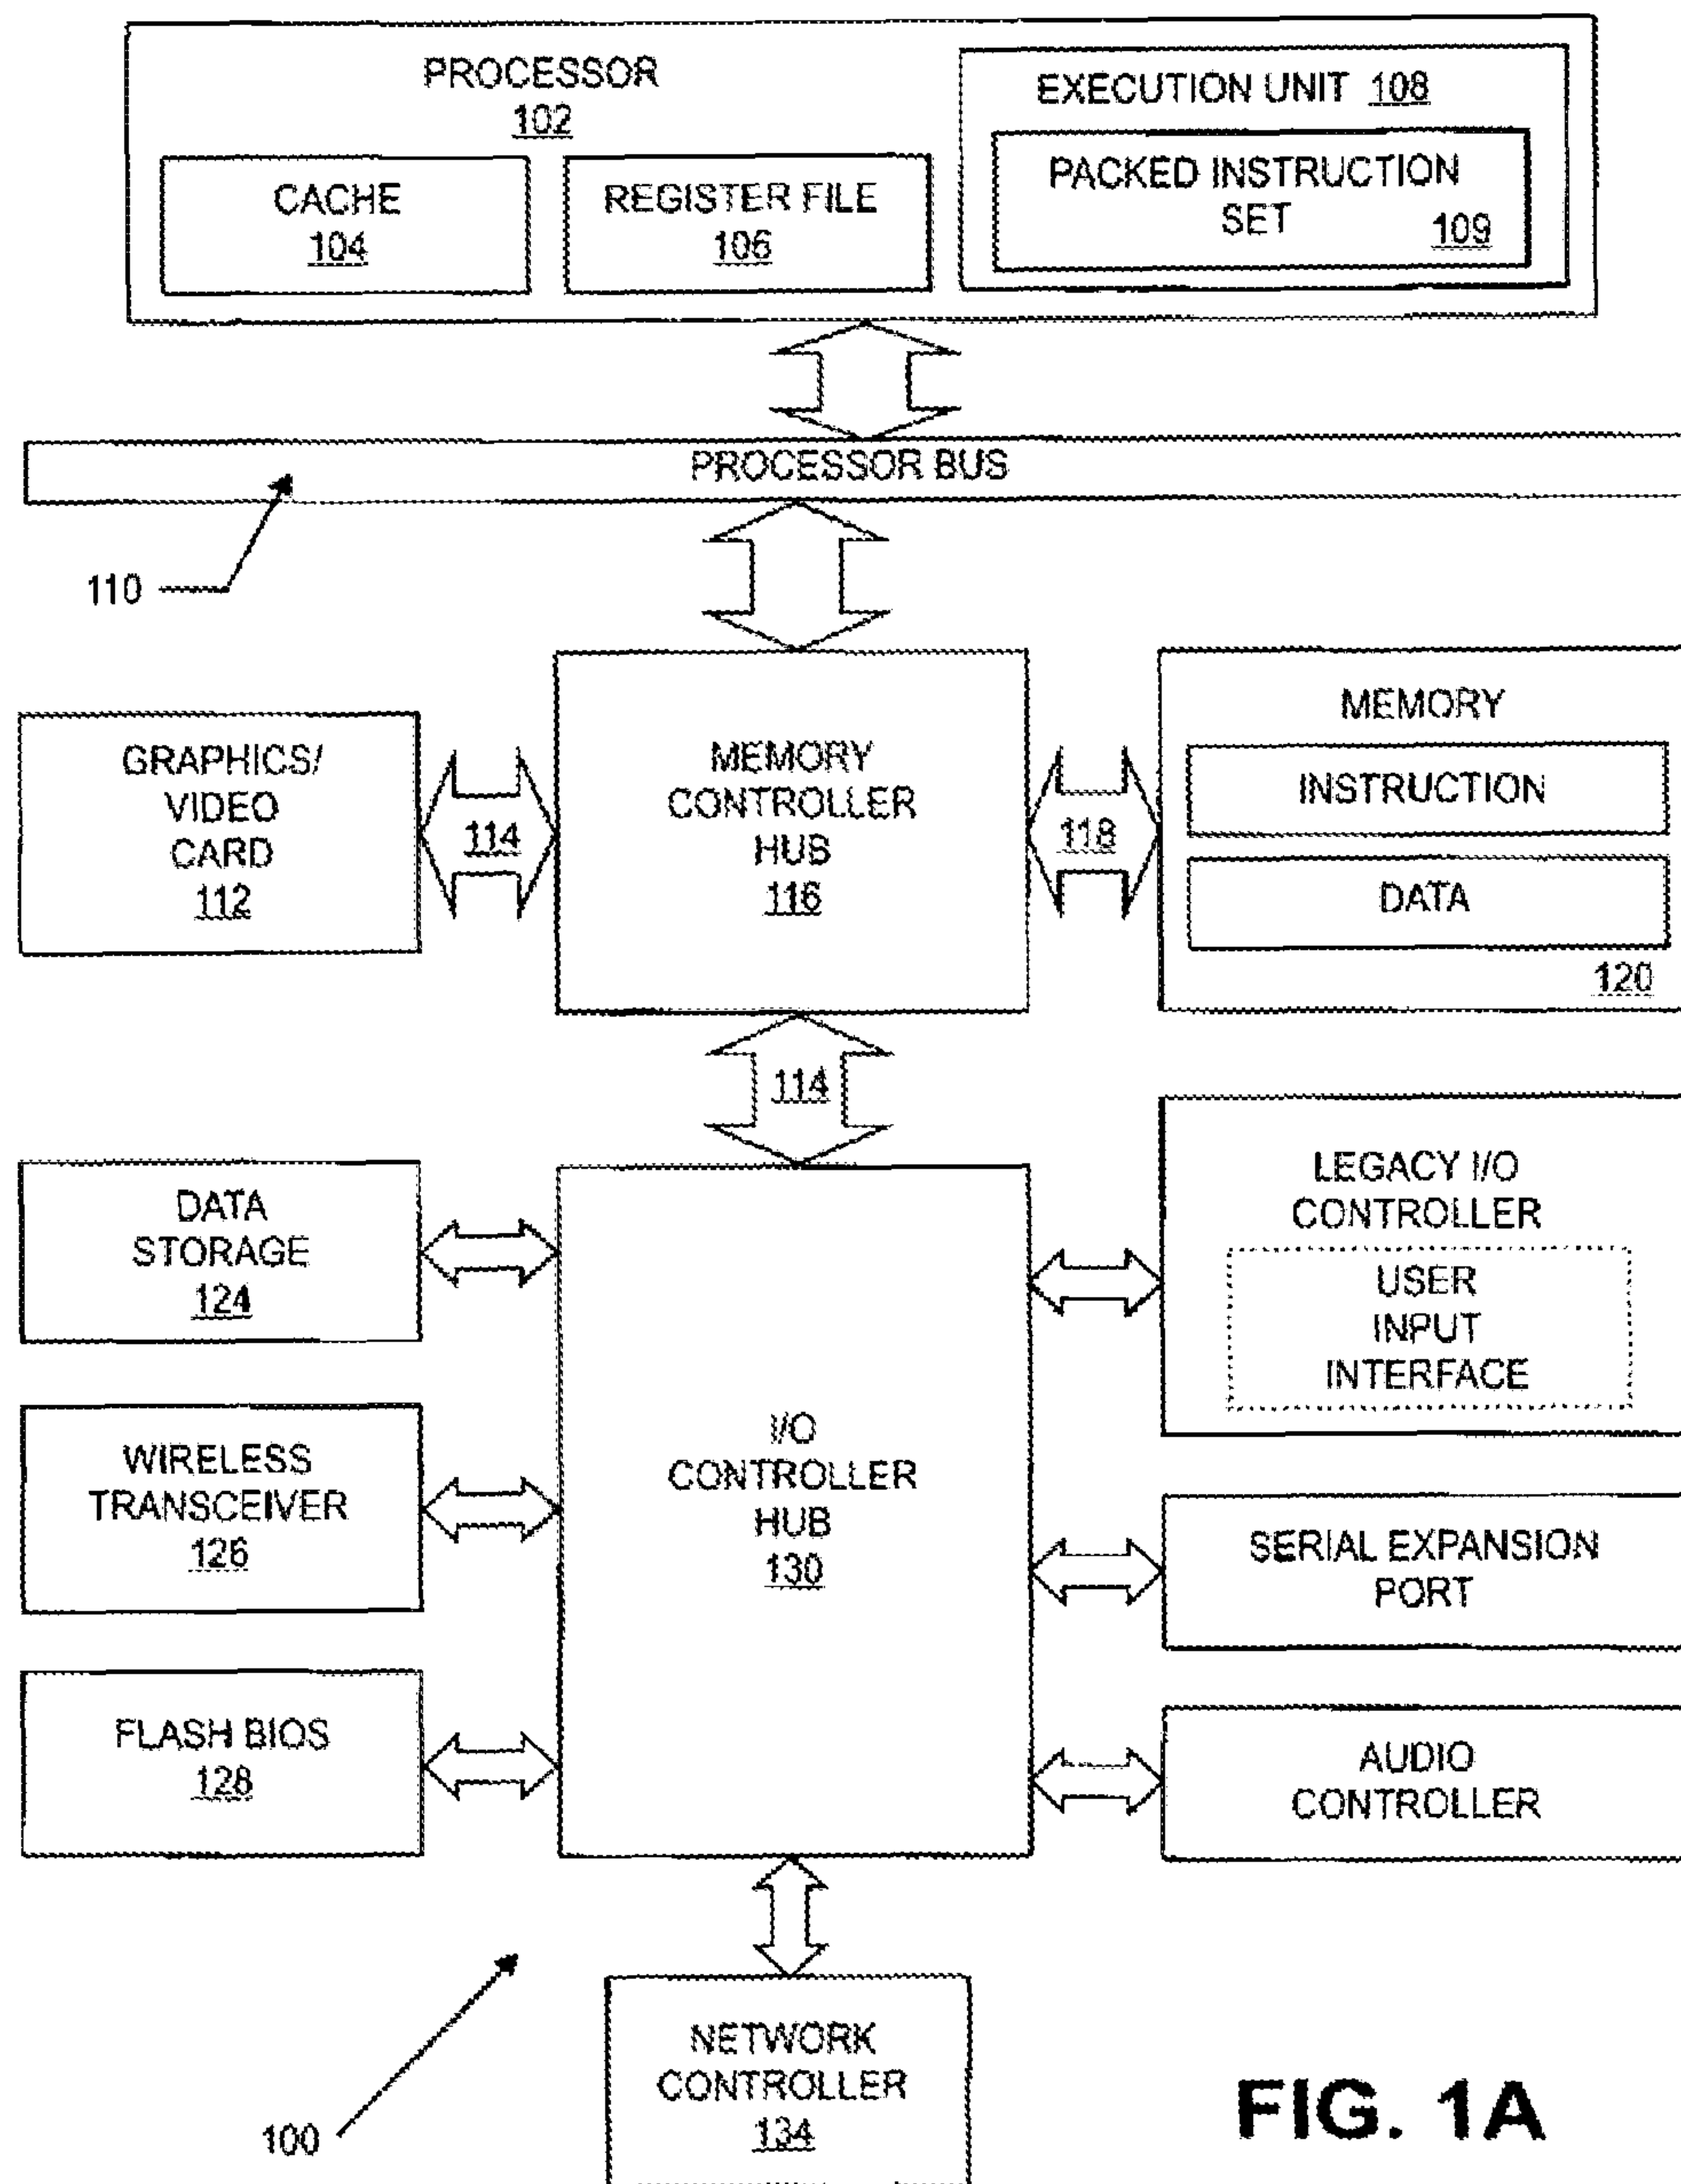 PROCESSOR
102
CACHE
104
REGISTER FILE
106
EXECUTION UNIT 108
PACKED INSTRUCTION
SET
109
PROCESSOR BUS
110
GRAPHICS/
VIDEO
CARD
112
114
MEMORY
CONTROLLER
HUB
116
118
MEMORY
INSTRUCTION
DATA
120
114
DATA
STORAGE
124
WIRELESS
TRANSCEIVER
126
FLASH BIOS
128
I/O
CONTROLLER
HUB
130
LEGACY I/O
CONTROLLER
USER
INPUT
INTERFACE
SERIAL EXPANSION
PORT
AUDIO
CONTROLLER
NETWORK
CONTROLLER
134
100
FIG. 1A